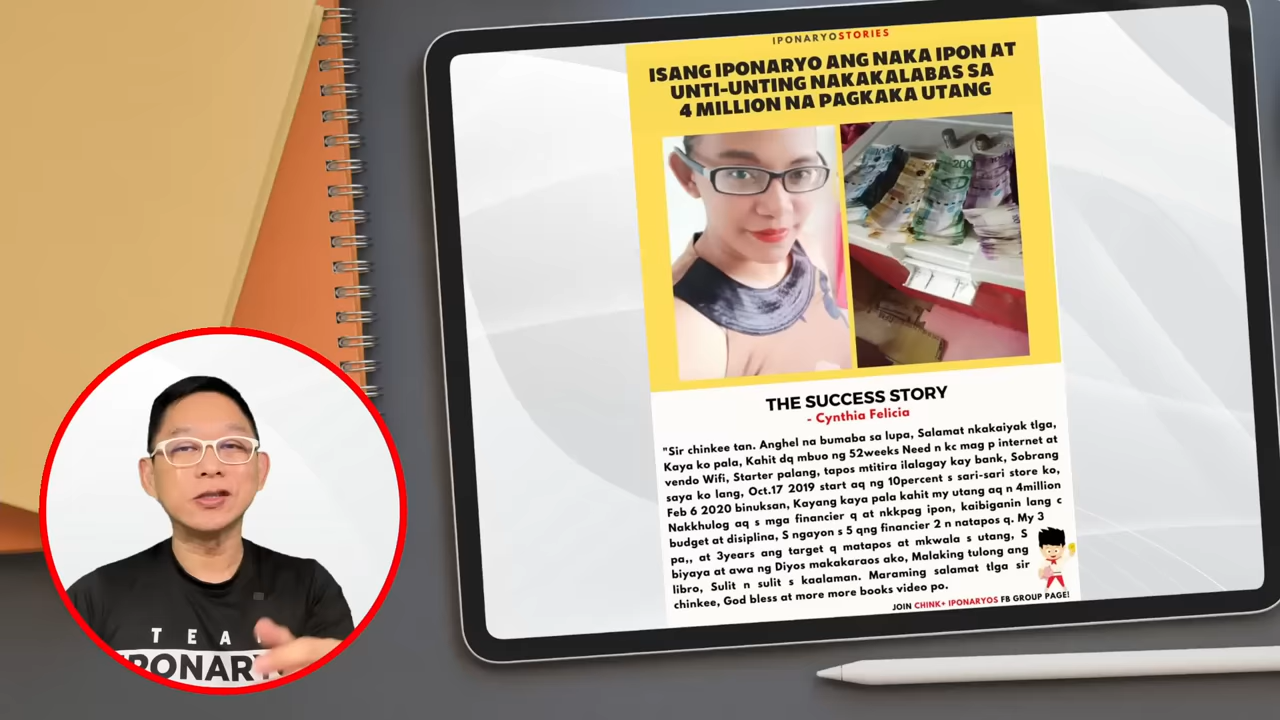 IPONARYOSTORIES
ISANG IPONARYO ANG NAKA IPON AT
UNTI-UNTING NAKAKALABAS SA
4 MILLION NA PAGKAKA UTANG
200
THE SUCCESS STORY
- Cynthia Felicia
"Sir chinkee tan. Anghel na bumaba sa lupa, Salamat nkakaiyak tlga,
Kaya ko pala, Kahit dq mbuo ng 52weeks Need n kc mag p internet at
vendo Wifi, Starter palang, tapos mtitira ilalagay kay bank, Sobrang
saya ko lang, Oct.17 2019 start aq ng 10percent s sari-sari store ko,
Feb 6 2020 binuksan, Kayang kaya pala kahit my utang aq n 4million
Nakkhulog aq s mga financier q at nkkpag ipon, kaibiganin lang c
budget at disiplina, S ngayon s 5 qng financier 2 n natapos q. My 3
pa,, at 3years ang target q matapos at mkwala s utang, S
biyaya at awa ng Diyos makakaraos ako, Malaking tulong ang
libro, Sulit n sulit s kaalaman. Maraming salamat tlga sir
chinkee, God bless at more more books video po.
JOIN CHINK+ IPONARYOS FB GROUP PAGE!
TEA
IPONARY